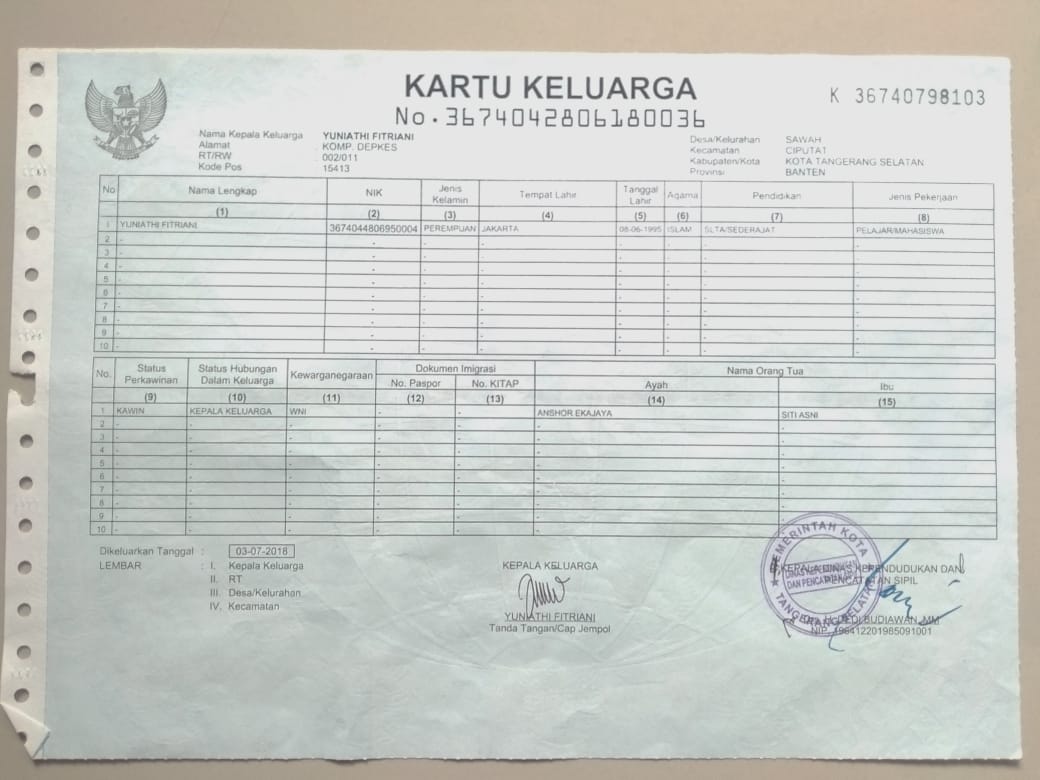 KARTU KELUARGA
No.3674042806180036
K 36740798103
Nama Kepala Keluarga YUNIATHI FITRIANI
Alamat : KOMP. DEPKES
RT/RW : 002/011
Kode Pos : 15413
Desa/Kelurahan : SAWAH
Kecamatan : CIPUTAT
Kabupaten/Kota : KOTA TANGERANG SELATAN
Provinsi : BANTEN
No Nama Lengkap NIK Jenis Kelamin Tempat Lahir Tanggal Lahir Agama Pendidikan Jenis Pekerjaan
(1) (2) (3) (4) (5) (6) (7) (8)
1 YUNIATHI FITRIANI 3674044806950004 PEREMPUAN JAKARTA 08-06-1995 ISLAM SLTA/SEDERAJAT PELAJAR/MAHASISWA
2 - - - - - - - -
3 - - - - - - - -
4 - - - - - - - -
5 - - - - - - - -
6 - - - - - - - -
7 - - - - - - - -
8 - - - - - - - -
9 - - - - - - - -
10 - - - - - - - -
No. Status Perkawinan Status Hubungan Dalam Keluarga Kewarganegaraan Dokumen Imigrasi Nama Orang Tua
No. Paspor No. KITAP Ayah Ibu
(9) (10) (11) (12) (13) (14) (15)
1 KAWIN KEPALA KELUARGA WNI - - ANSHOR EKAJAYA SITI ASNI
2 - - - - - - -
3 - - - - - - -
4 - - - - - - -
5 - - - - - - -
6 - - - - - - -
7 - - - - - - -
8 - - - - - - -
9 - - - - - - -
10 - - - - - - -
Dikeluarkan Tanggal : 03-07-2018
LEMBAR : I. Kepala Keluarga
II. RT
III. Desa/Kelurahan
IV. Kecamatan
KEPALA KELUARGA
YUNIATHI FITRIANI
Tanda Tangan/Cap Jempol
KEPALA DINAS KEPENDUDUKAN DAN
PENCATATAN SIPIL
PEMERINTAH KOTA
DINAS KEPENDUDUKAN
DAN PENCATATAN SIPIL
TANGERANG SELATAN
BUDIAWAN, MM
NIP. 196412201985091001